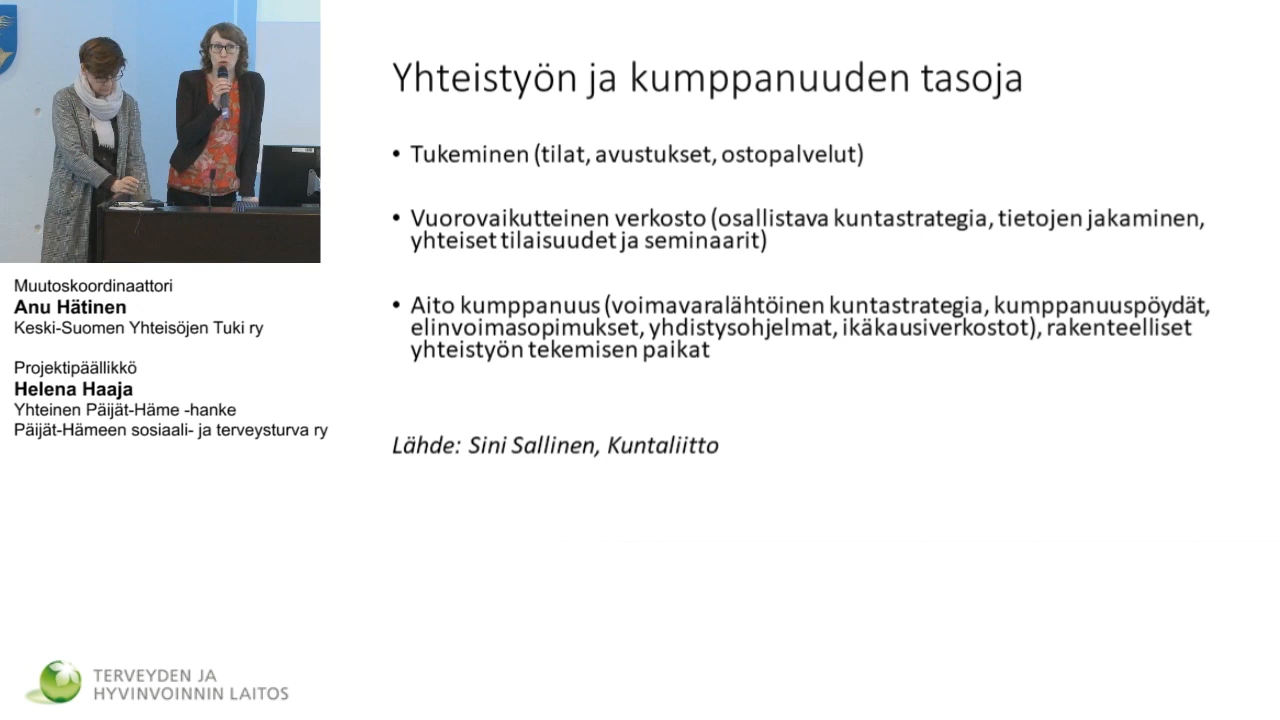 Yhteistyön ja kumppanuuden tasoja
• Tukeminen (tilat, avustukset, ostopalvelut)
• Vuorovaikutteinen verkosto (osallistava kuntastrategia, tietojen jakaminen,
yhteiset tilaisuudet ja seminaarit)
• Aito kumppanuus (voimavaralähtöinen kuntastrategia, kumppanuuspöydät,
elinvoimasopimukset, yhdistysohjelmat, ikäkausiverkostot), rakenteelliset
yhteistyön tekemisen paikat
Lähde: Sini Sallinen, Kuntaliitto
Muutoskoordinaattori
Anu Hätinen
Keski-Suomen Yhteisöjen Tuki ry
Projektipäällikkö
Helena Haaja
Yhteinen Päijät-Häme -hanke
Päijät-Hämeen sosiaali- ja terveysturva ry
TERVEYDEN JA
HYVINVOINNIN LAITOS